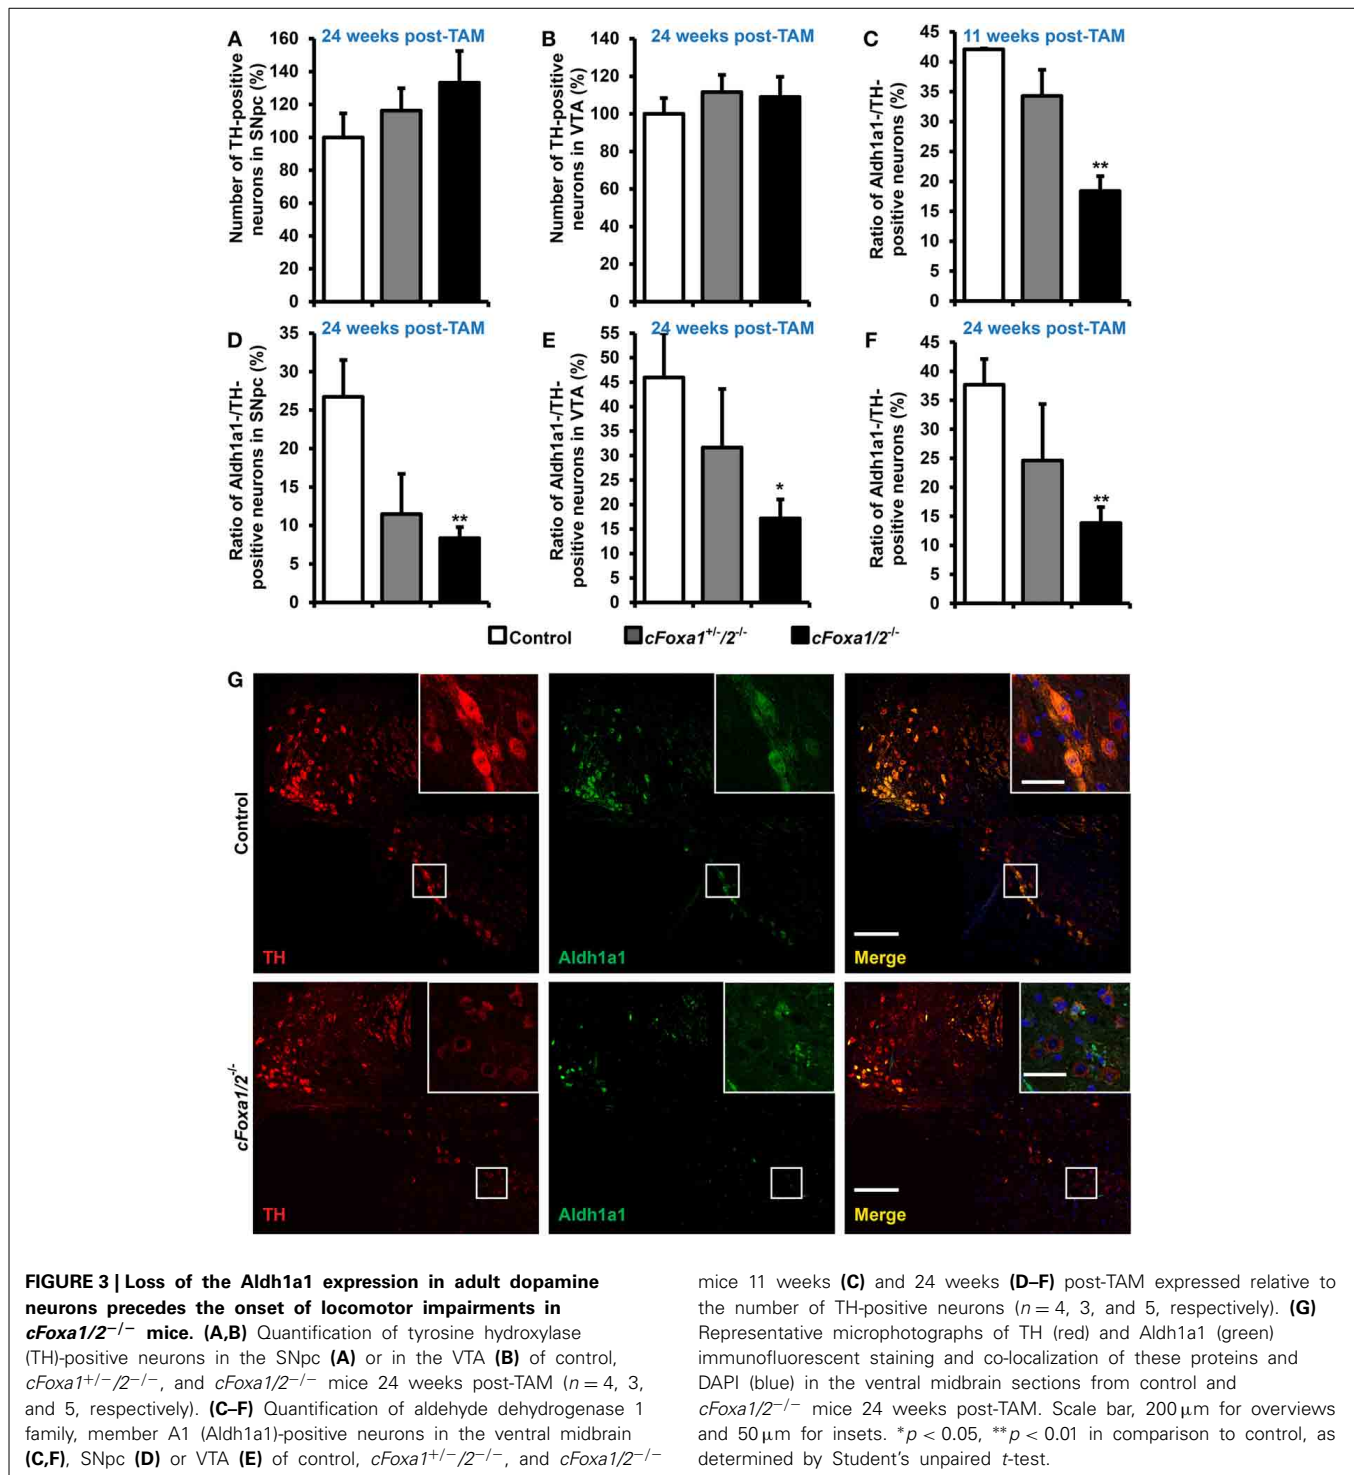 A
24 weeks post-TAM
Number of TH-positive
neurons in SNpc (%)
160
140
120
100
80
60
40
20
0
B
24 weeks post-TAM
Number of TH-positive
neurons in VTA (%)
140
120
100
80
60
40
20
0
C
11 weeks post-TAM
Ratio of Aldh1a1-/TH-
positive neurons (%)
45
40
35
30
25
20
15
10
5
0
**
D
24 weeks post-TAM
Ratio of Aldh1a1-/TH-
positive neurons in SNpc (%)
35
30
25
20
15
10
5
0
**
E
24 weeks post-TAM
Ratio of Aldh1a1-/TH-
positive neurons in VTA (%)
55
50
45
40
35
30
25
20
15
10
5
0
*
F
24 weeks post-TAM
Ratio of Aldh1a1-/TH-
positive neurons (%)
45
40
35
30
25
20
15
10
5
0
**
Control cFoxa1+/-/2-/- cFoxa1/2-/-
G
Control
TH
Aldh1a1
Merge
cFoxa1/2-/-
TH
Aldh1a1
Merge
FIGURE 3 | Loss of the Aldh1a1 expression in adult dopamine
neurons precedes the onset of locomotor impairments in
cFoxa1/2−/− mice. (A,B) Quantification of tyrosine hydroxylase
(TH)-positive neurons in the SNpc (A) or in the VTA (B) of control,
cFoxa1+/−/2−/−, and cFoxa1/2−/− mice 24 weeks post-TAM (n = 4, 3,
and 5, respectively). (C–F) Quantification of aldehyde dehydrogenase 1
family, member A1 (Aldh1a1)-positive neurons in the ventral midbrain
(C,F), SNpc (D) or VTA (E) of control, cFoxa1+/−/2−/−, and cFoxa1/2−/−
mice 11 weeks (C) and 24 weeks (D–F) post-TAM expressed relative to
the number of TH-positive neurons (n = 4, 3, and 5, respectively). (G)
Representative microphotographs of TH (red) and Aldh1a1 (green)
immunofluorescent staining and co-localization of these proteins and
DAPI (blue) in the ventral midbrain sections from control and
cFoxa1/2−/− mice 24 weeks post-TAM. Scale bar, 200 μm for overviews
and 50 μm for insets. *p < 0.05, **p < 0.01 in comparison to control, as
determined by Student's unpaired t-test.